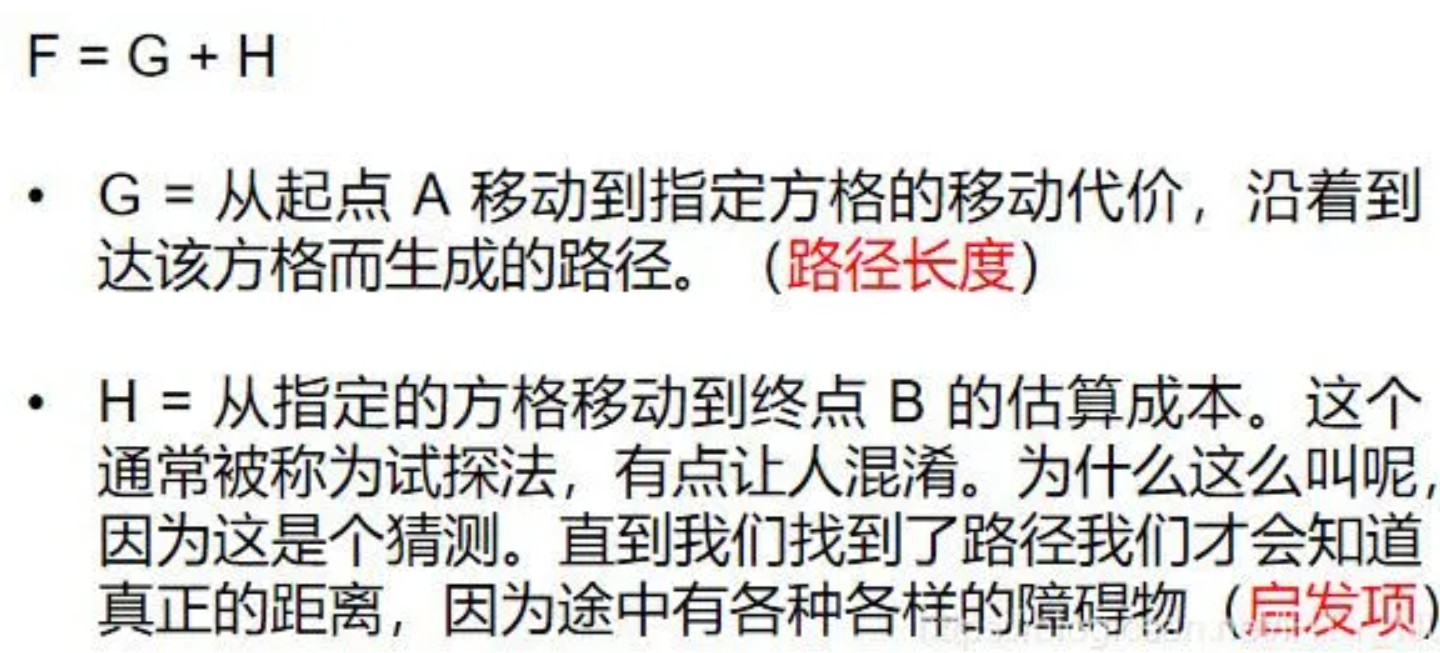 F = G + H
• G = 从起点 A 移动到指定方格的移动代价，沿着到
达该方格而生成的路径。（路径长度）
• H = 从指定的方格移动到终点 B 的估算成本。这个
通常被称为试探法，有点让人混淆。为什么这么叫呢，
因为这是个猜测。直到我们找到了路径我们才会知道
真正的距离，因为途中有各种各样的障碍物（启发项）